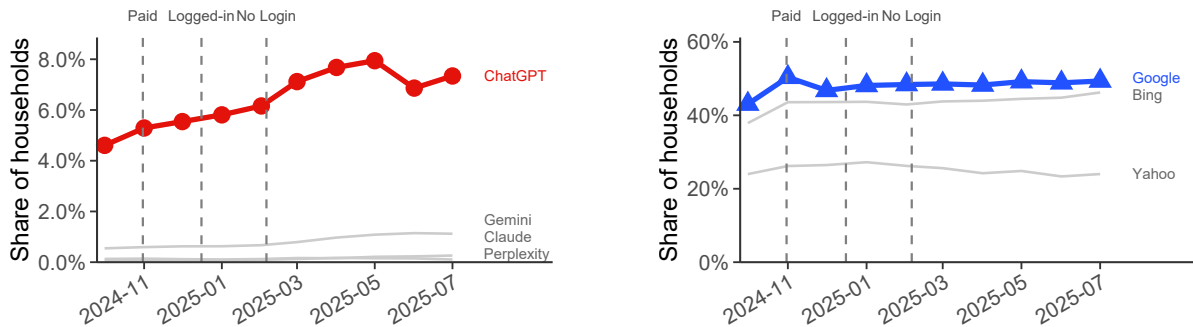 Paid Logged-in No Login
Share of households
8.0%
6.0%
4.0%
2.0%
0.0%
ChatGPT
Gemini
Claude
Perplexity
2024-11
2025-01
2025-03
2025-05
2025-07
Paid Logged-in No Login
Share of households
60%
40%
20%
0%
Google
Bing
Yahoo
2024-11
2025-01
2025-03
2025-05
2025-07